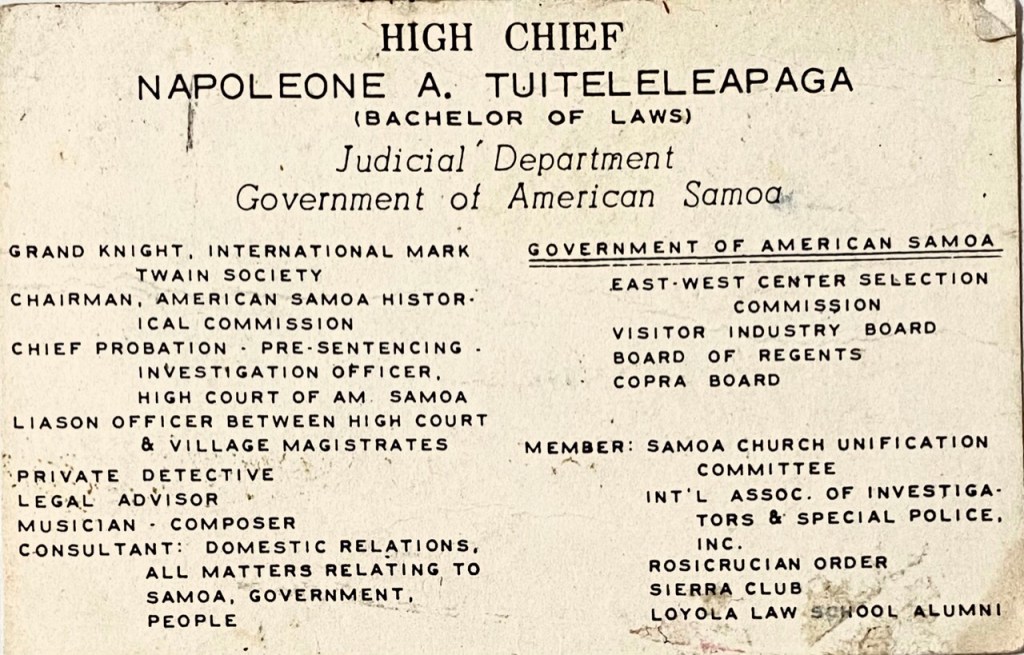 HIGH CHIEF
NAPOLEONE A. TUITELELEAPAGA
(BACHELOR OF LAWS)
Judicial Department
Government of American Samoa
GRAND KNIGHT, INTERNATIONAL MARK
TWAIN SOCIETY
CHAIRMAN, AMERICAN SAMOA HISTOR-
ICAL COMMISSION
CHIEF PROBATION - PRE-SENTENCING -
INVESTIGATION OFFICER,
HIGH COURT OF AM. SAMOA
LIASON OFFICER BETWEEN HIGH COURT
& VILLAGE MAGISTRATES
PRIVATE DETECTIVE
LEGAL ADVISOR
MUSICIAN - COMPOSER
CONSULTANT: DOMESTIC RELATIONS,
ALL MATTERS RELATING TO
SAMOA, GOVERNMENT,
PEOPLE
GOVERNMENT OF AMERICAN SAMOA
EAST-WEST CENTER SELECTION
COMMISSION
VISITOR INDUSTRY BOARD
BOARD OF REGENTS
COPRA BOARD
MEMBER: SAMOA CHURCH UNIFICATION
COMMITTEE
INT'L ASSOC. OF INVESTIGA-
TORS & SPECIAL POLICE,
INC.
ROSICRUCIAN ORDER
SIERRA CLUB
LOYOLA LAW SCHOOL ALUMNI